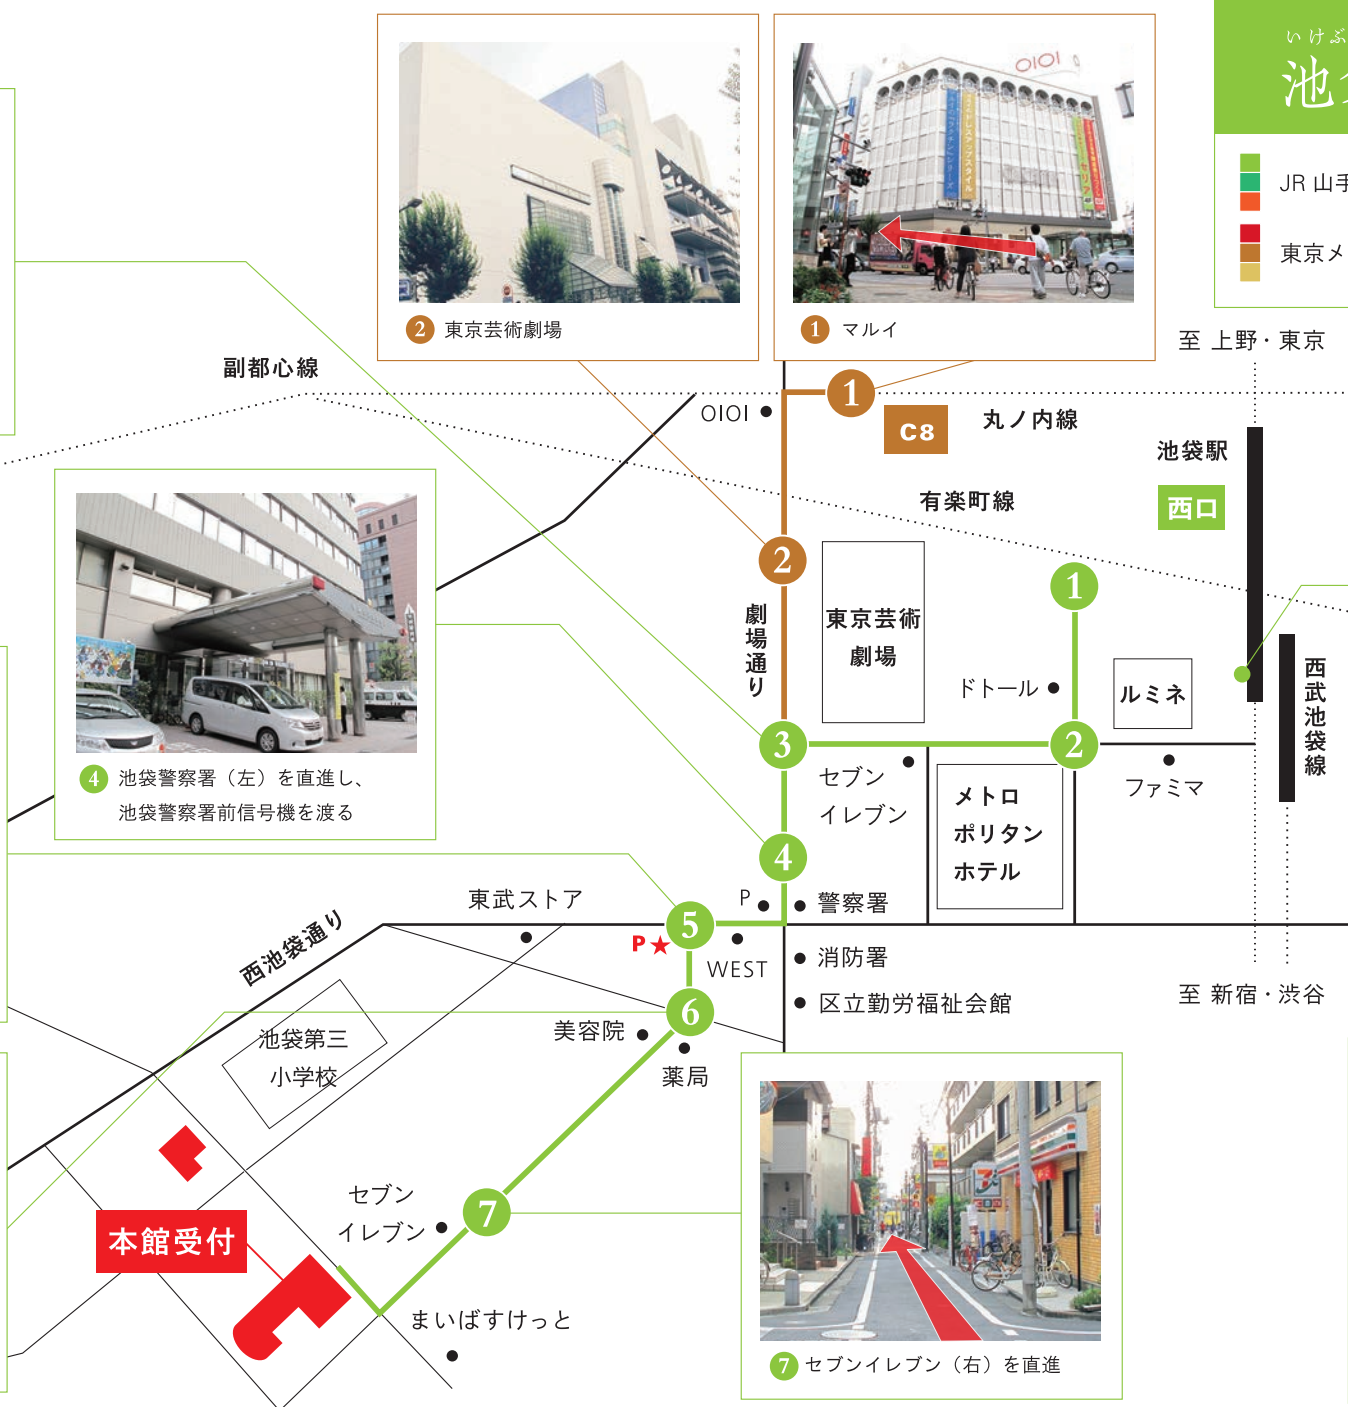 いけぶ
池
JR 山手
東京メ
OIOI
2 東京芸術劇場
1 マルイ
至 上野・東京
副都心線
1
OIOI
C8
丸ノ内線
池袋駅
西口
有楽町線
2
1
東京芸術
劇場
劇場通り
ドトール
ルミネ
西武池袋線
3
2
セブン
イレブン
ファミマ
メトロ
ポリタン
ホテル
4 池袋警察署（左）を直進し、
池袋警察署前信号機を渡る
4
東武ストア
P
警察署
5
P★
WEST
西池袋通り
消防署
至 新宿・渋谷
区立勤労福祉会館
6
美容院
薬局
池袋第三
小学校
セブン
イレブン
7
本館受付
まいばすけっと
7
7 セブンイレブン（右）を直進